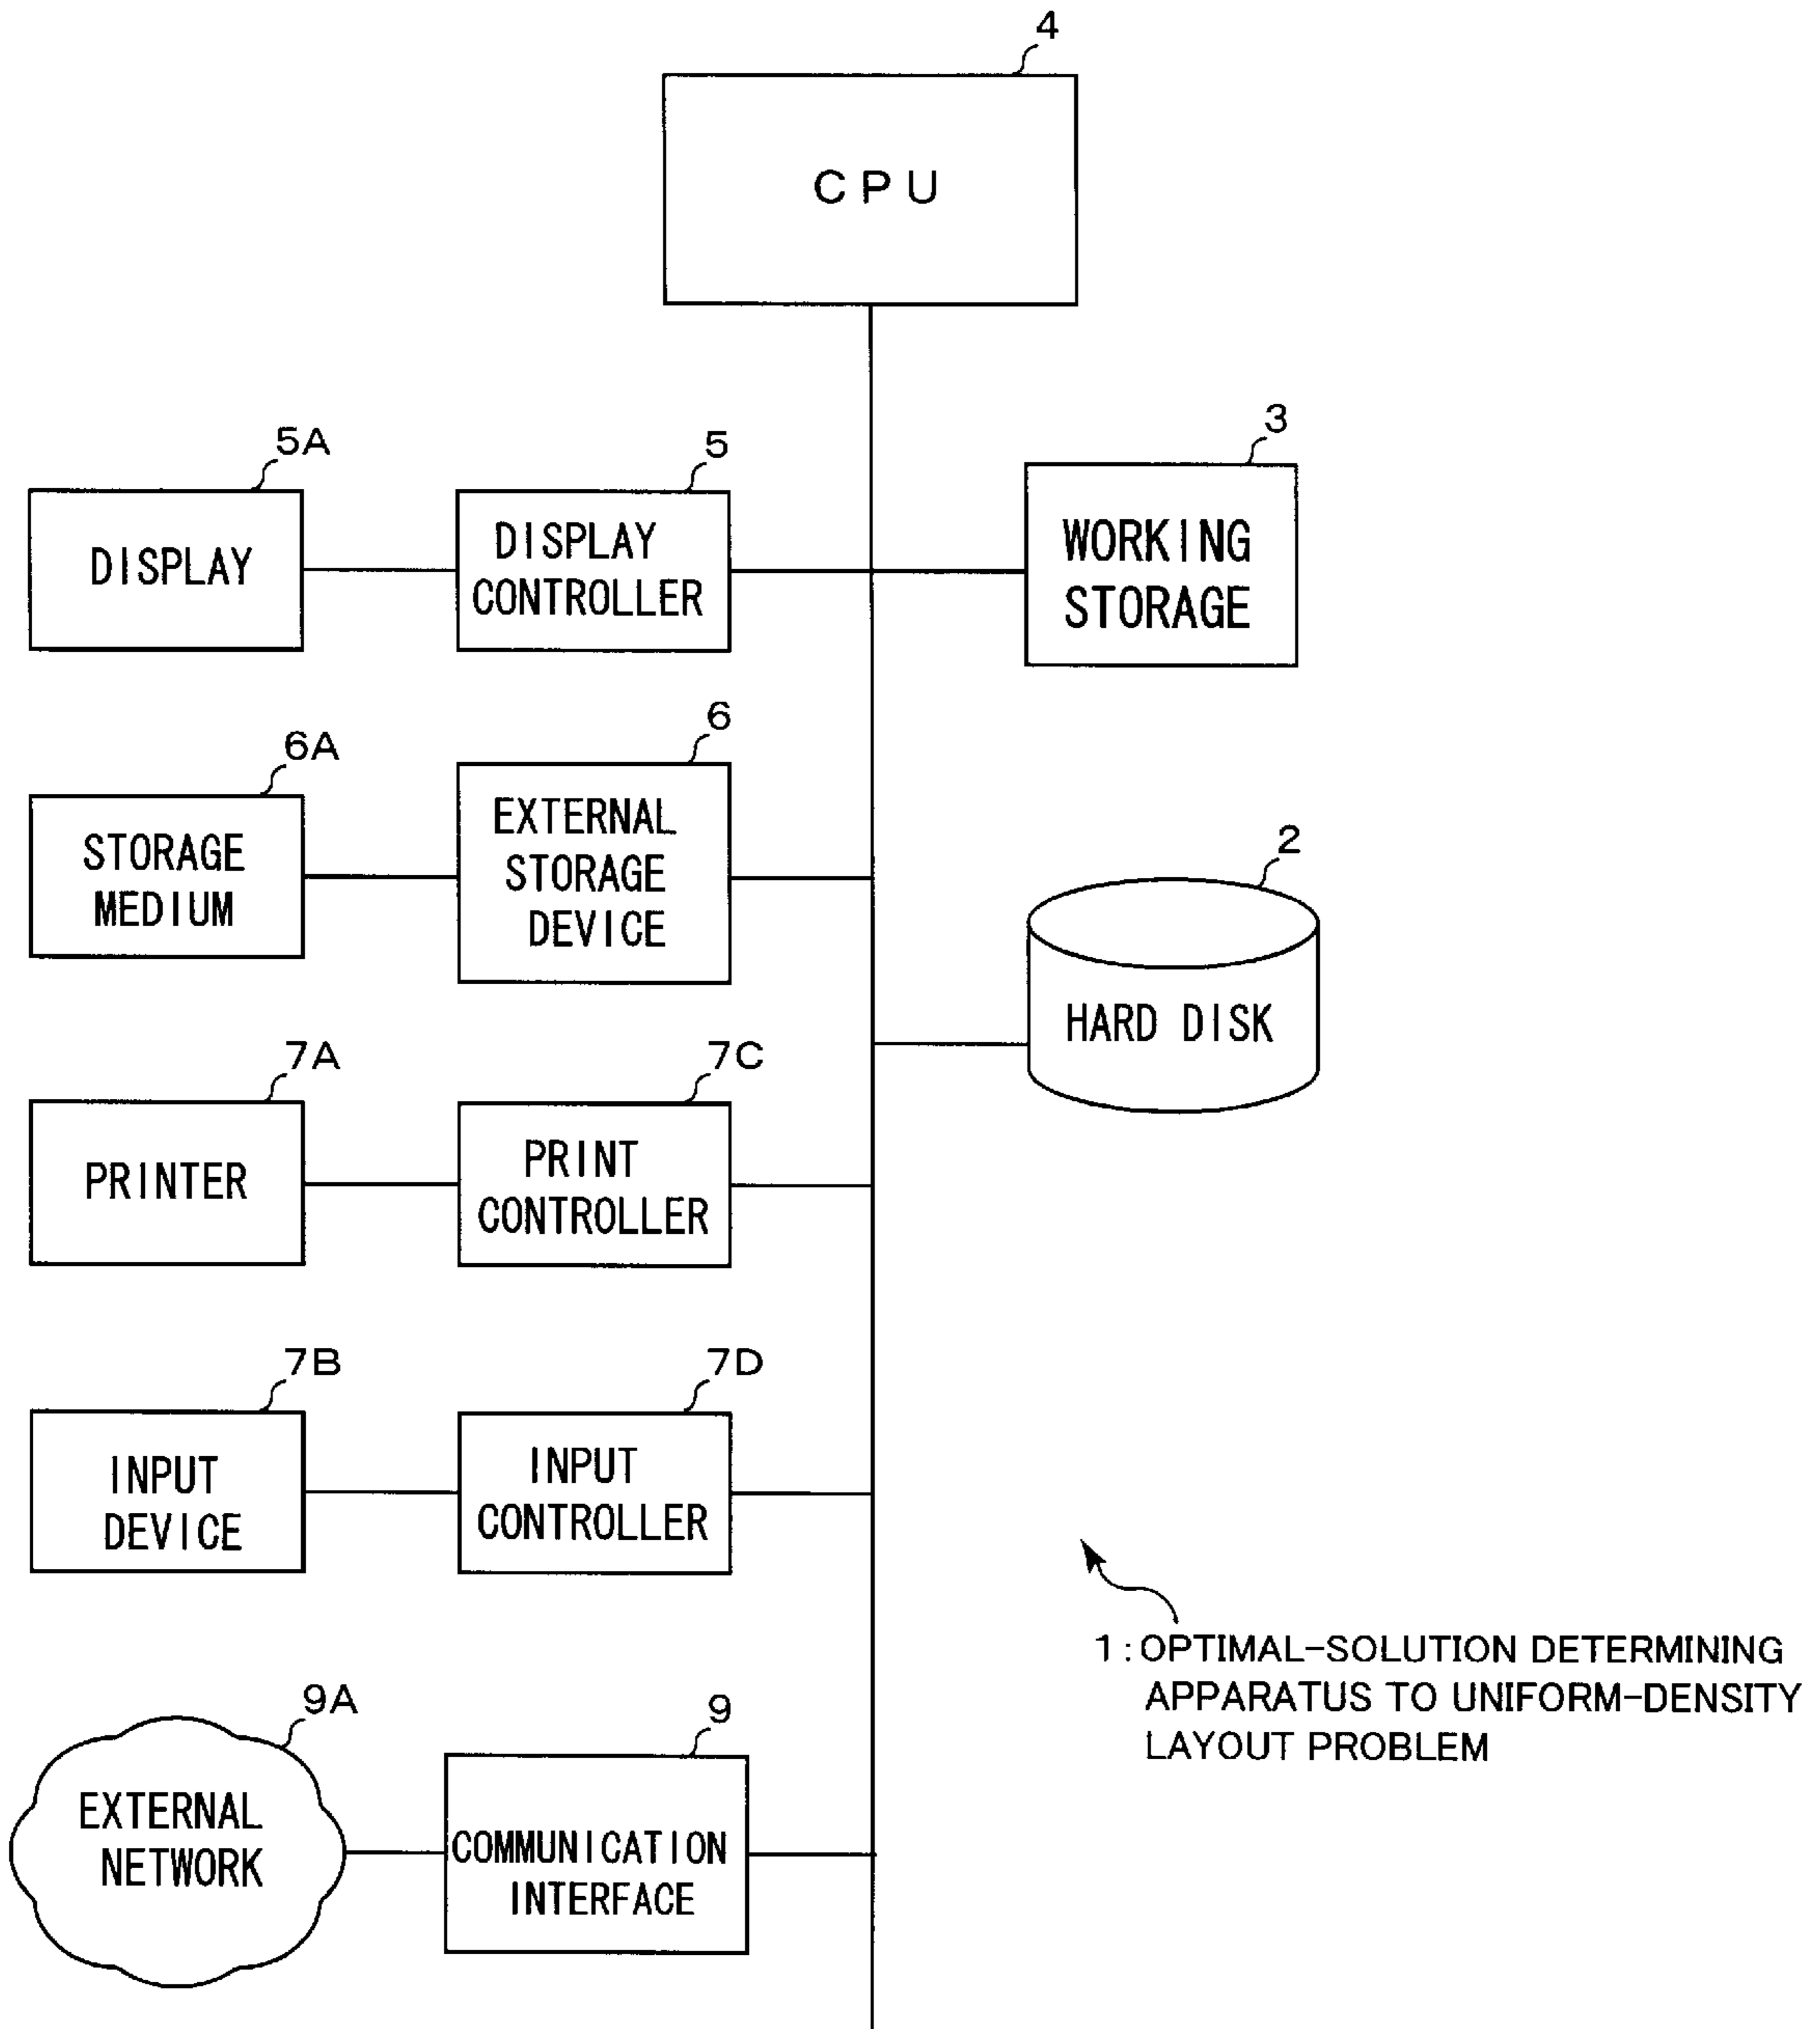 4
CPU
3
5A
5
WORKING
STORAGE
DISPLAY
DISPLAY
CONTROLLER
6A
6
STORAGE
MEDIUM
EXTERNAL
STORAGE
DEVICE
2
HARD DISK
7A
7C
PRINTER
PRINT
CONTROLLER
7B
7D
INPUT
DEVICE
INPUT
CONTROLLER
1:OPTIMAL-SOLUTION DETERMINING
APPARATUS TO UNIFORM-DENSITY
LAYOUT PROBLEM
9A
9
EXTERNAL
NETWORK
COMMUNICATION
INTERFACE